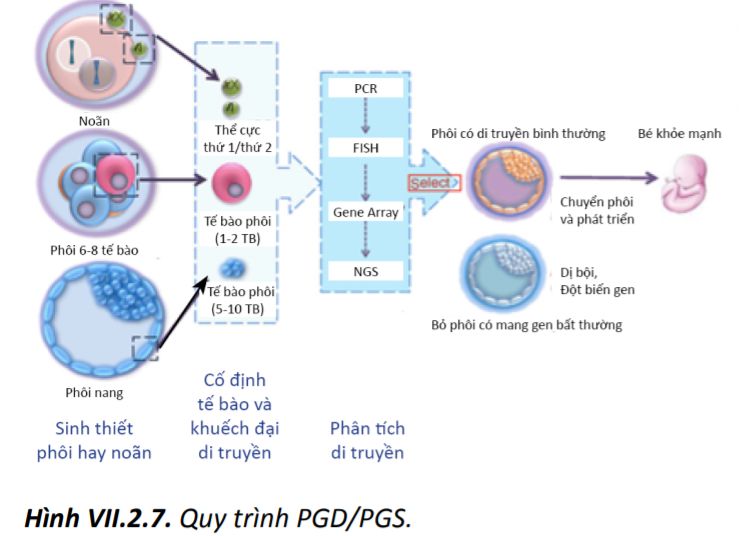 Noãn
Phôi 6-8 tế bào
Phôi nang
Sinh thiết
phôi hay noãn
Thể cực
thứ 1/thứ 2
Tế bào phôi
(1-2 TB)
Tế bào phôi
(5-10 TB)
Cố định
tế bào và
khuếch đại
di truyền
PCR
FISH
Gene Array
NGS
Phân tích
di truyền
Select
Phôi có di truyền bình thường
Bé khỏe mạnh
Chuyển phôi
và phát triển
Dị bội,
Đột biến gen
Bỏ phôi có mang gen bất thường
Hình VII.2.7. Quy trình PGD/PGS.